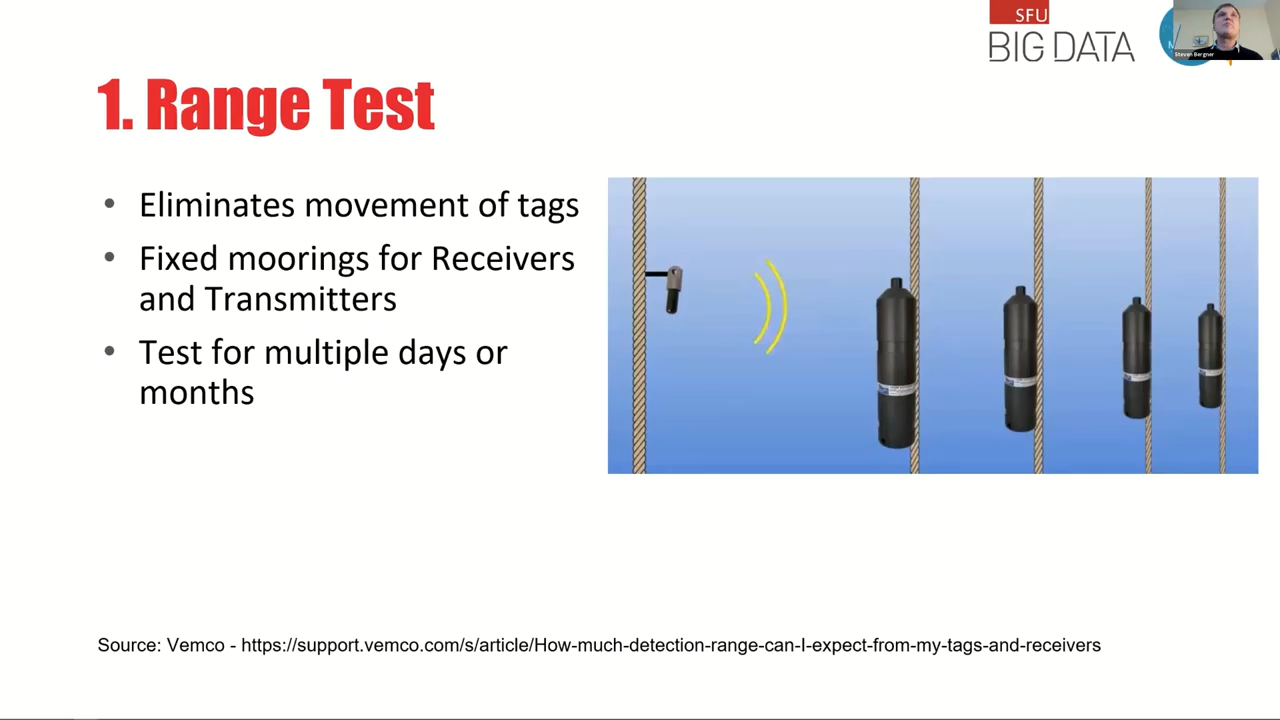 SFU
BIG DATA
Steven Bergner
1. Range Test
• Eliminates movement of tags
• Fixed moorings for Receivers
and Transmitters
• Test for multiple days or
months
Source: Vemco - https://support.vemco.com/s/article/How-much-detection-range-can-I-expect-from-my-tags-and-receivers